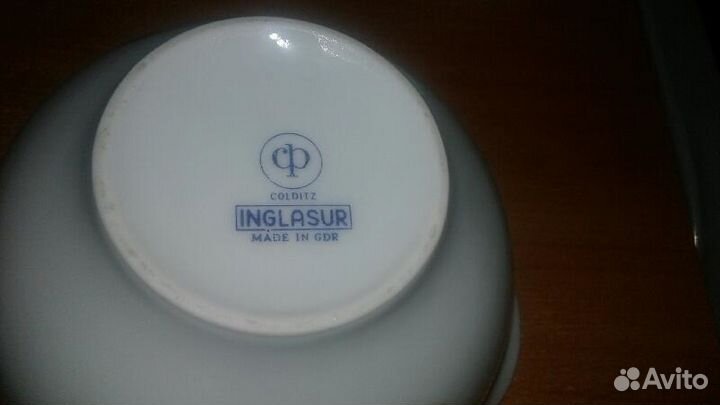 cp
COLDITZ
INGLASUR
MADE IN GDR
Avito